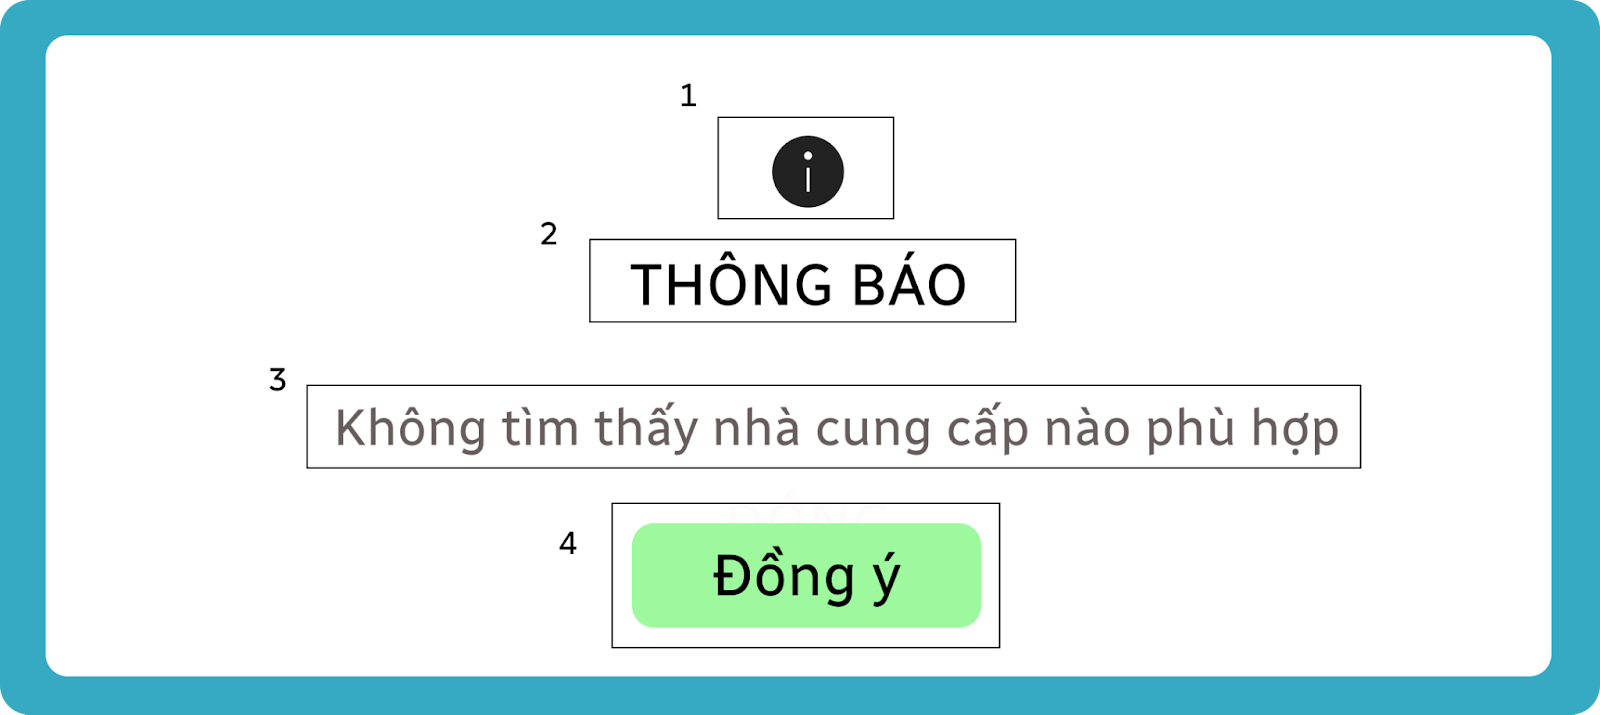 1
i
2
THÔNG BÁO
3
Không tìm thấy nhà cung cấp nào phù hợp
4
Đồng ý